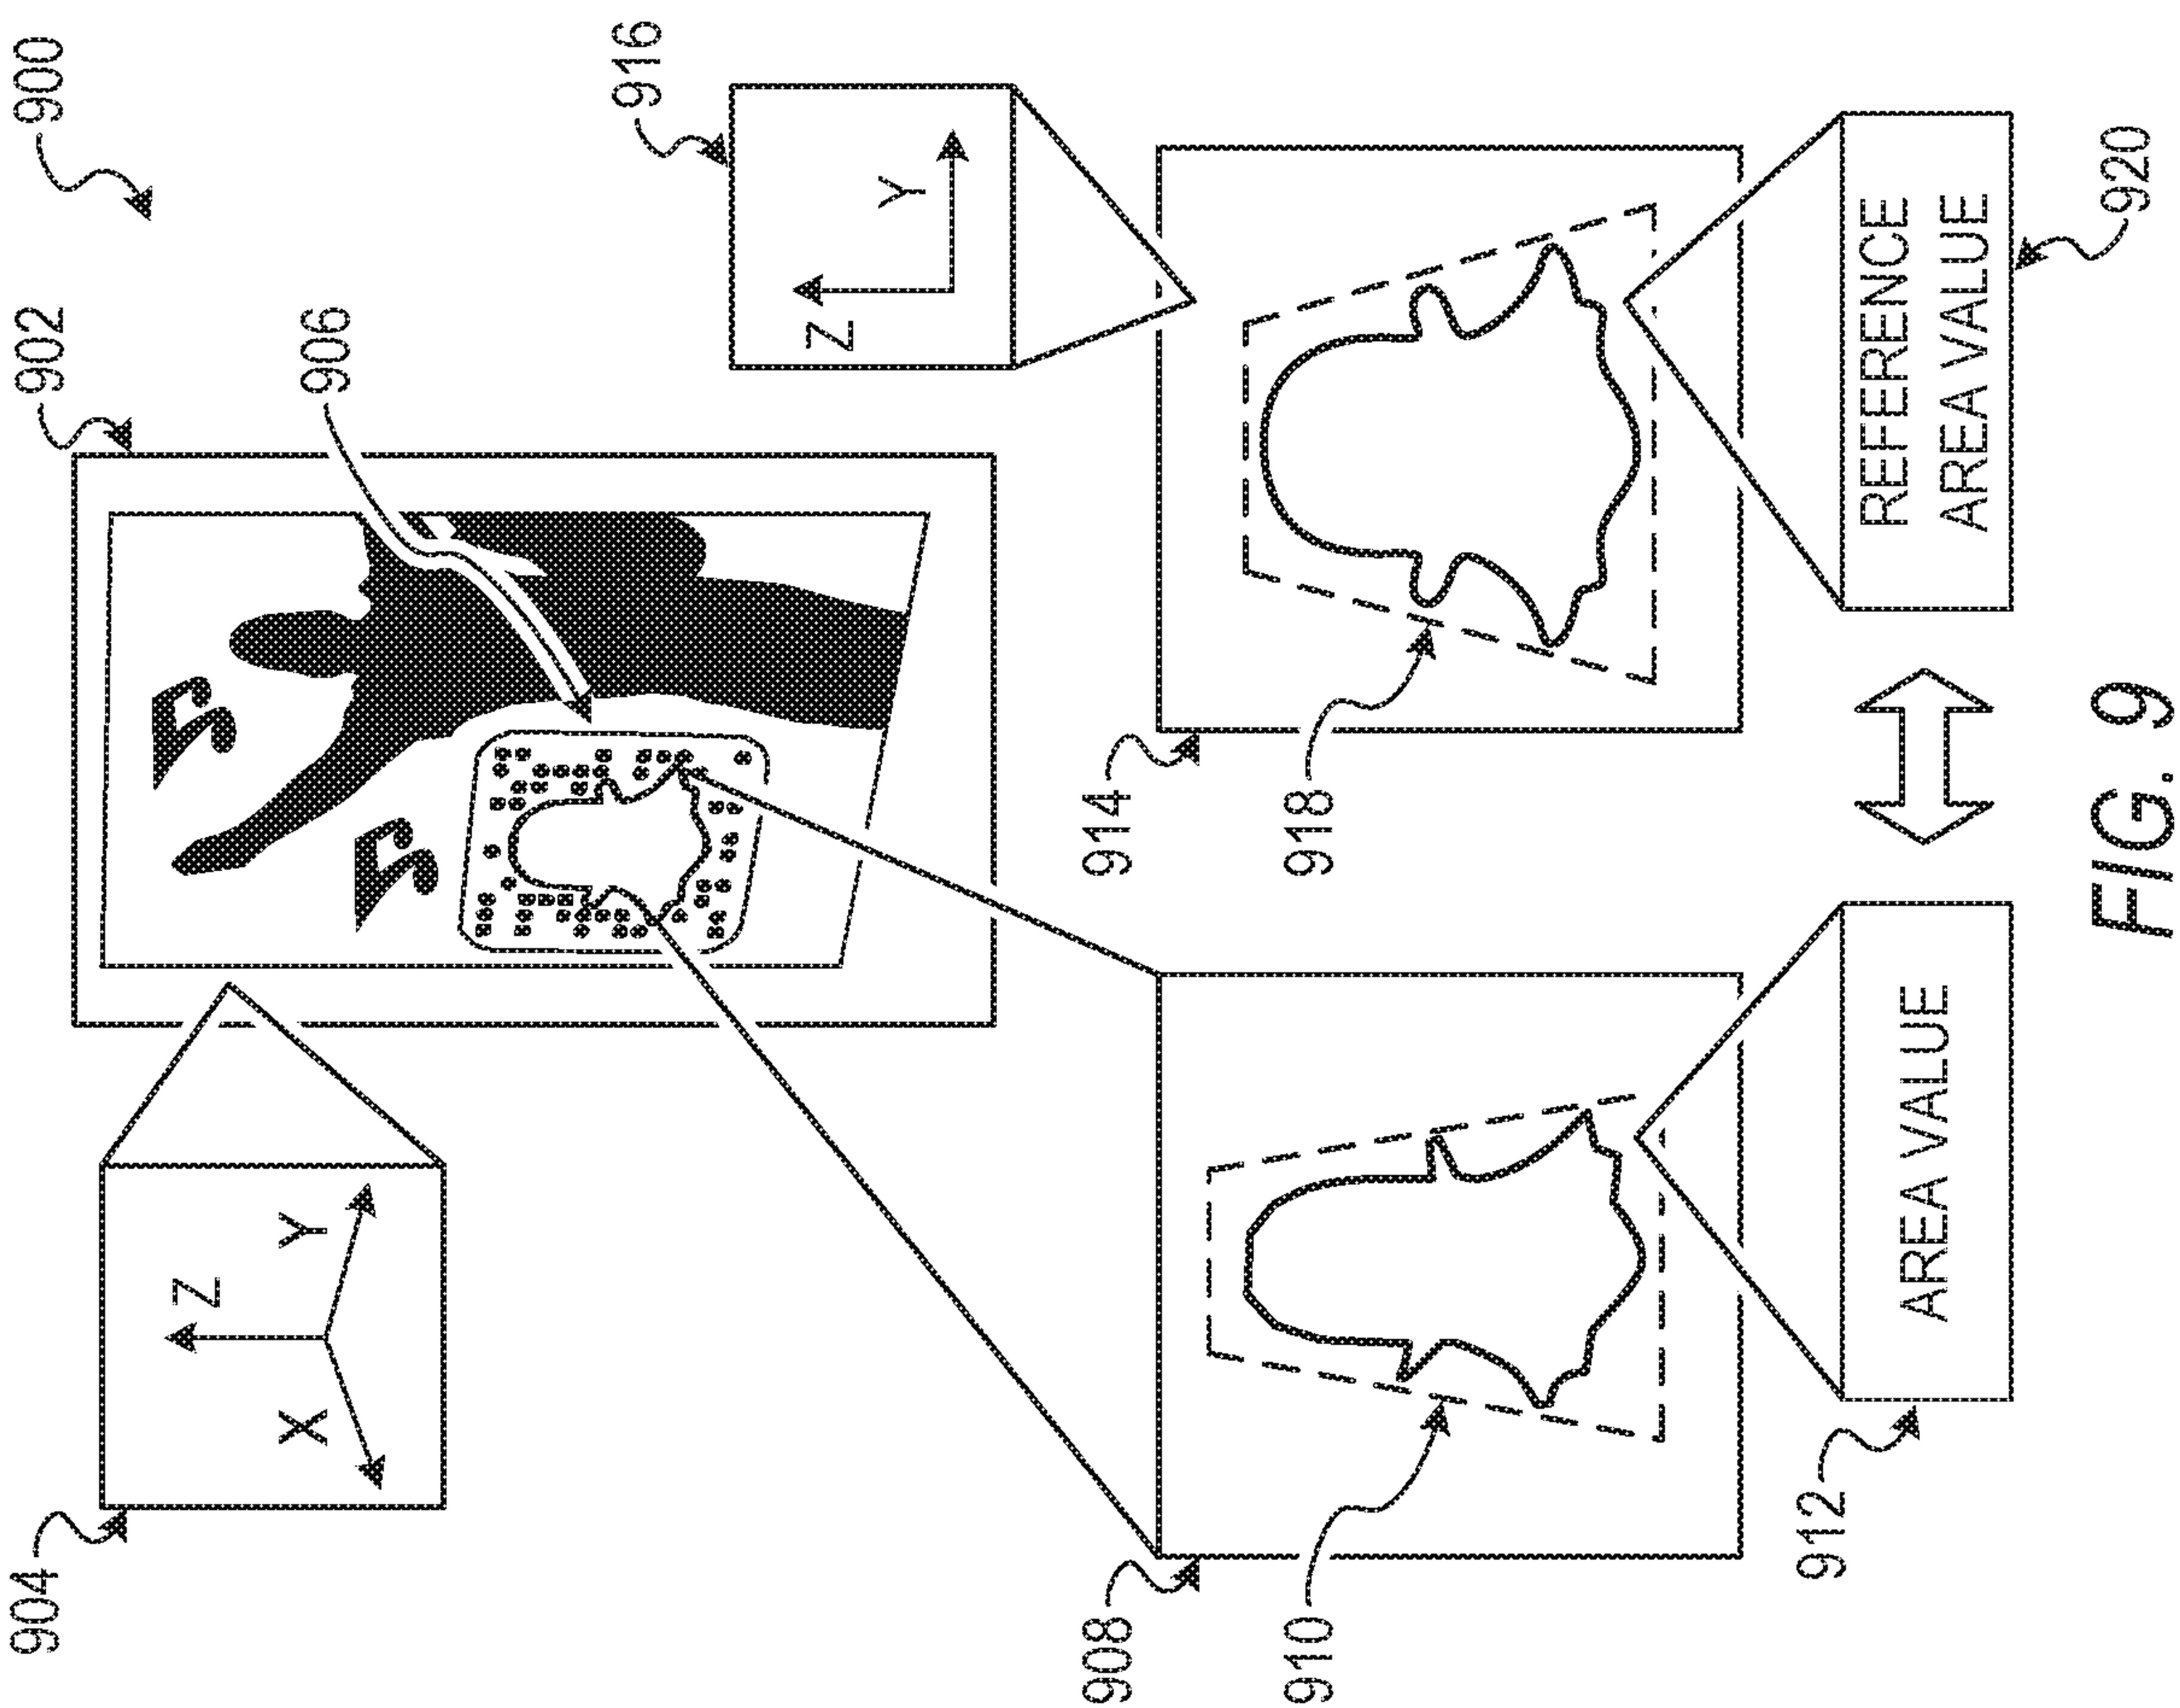 900
902
904
Z
X
Y
906
916
Z
Y
908
914
910
918
912
AREA VALUE
REFERENCE
AREA VALUE
920
FIG. 9